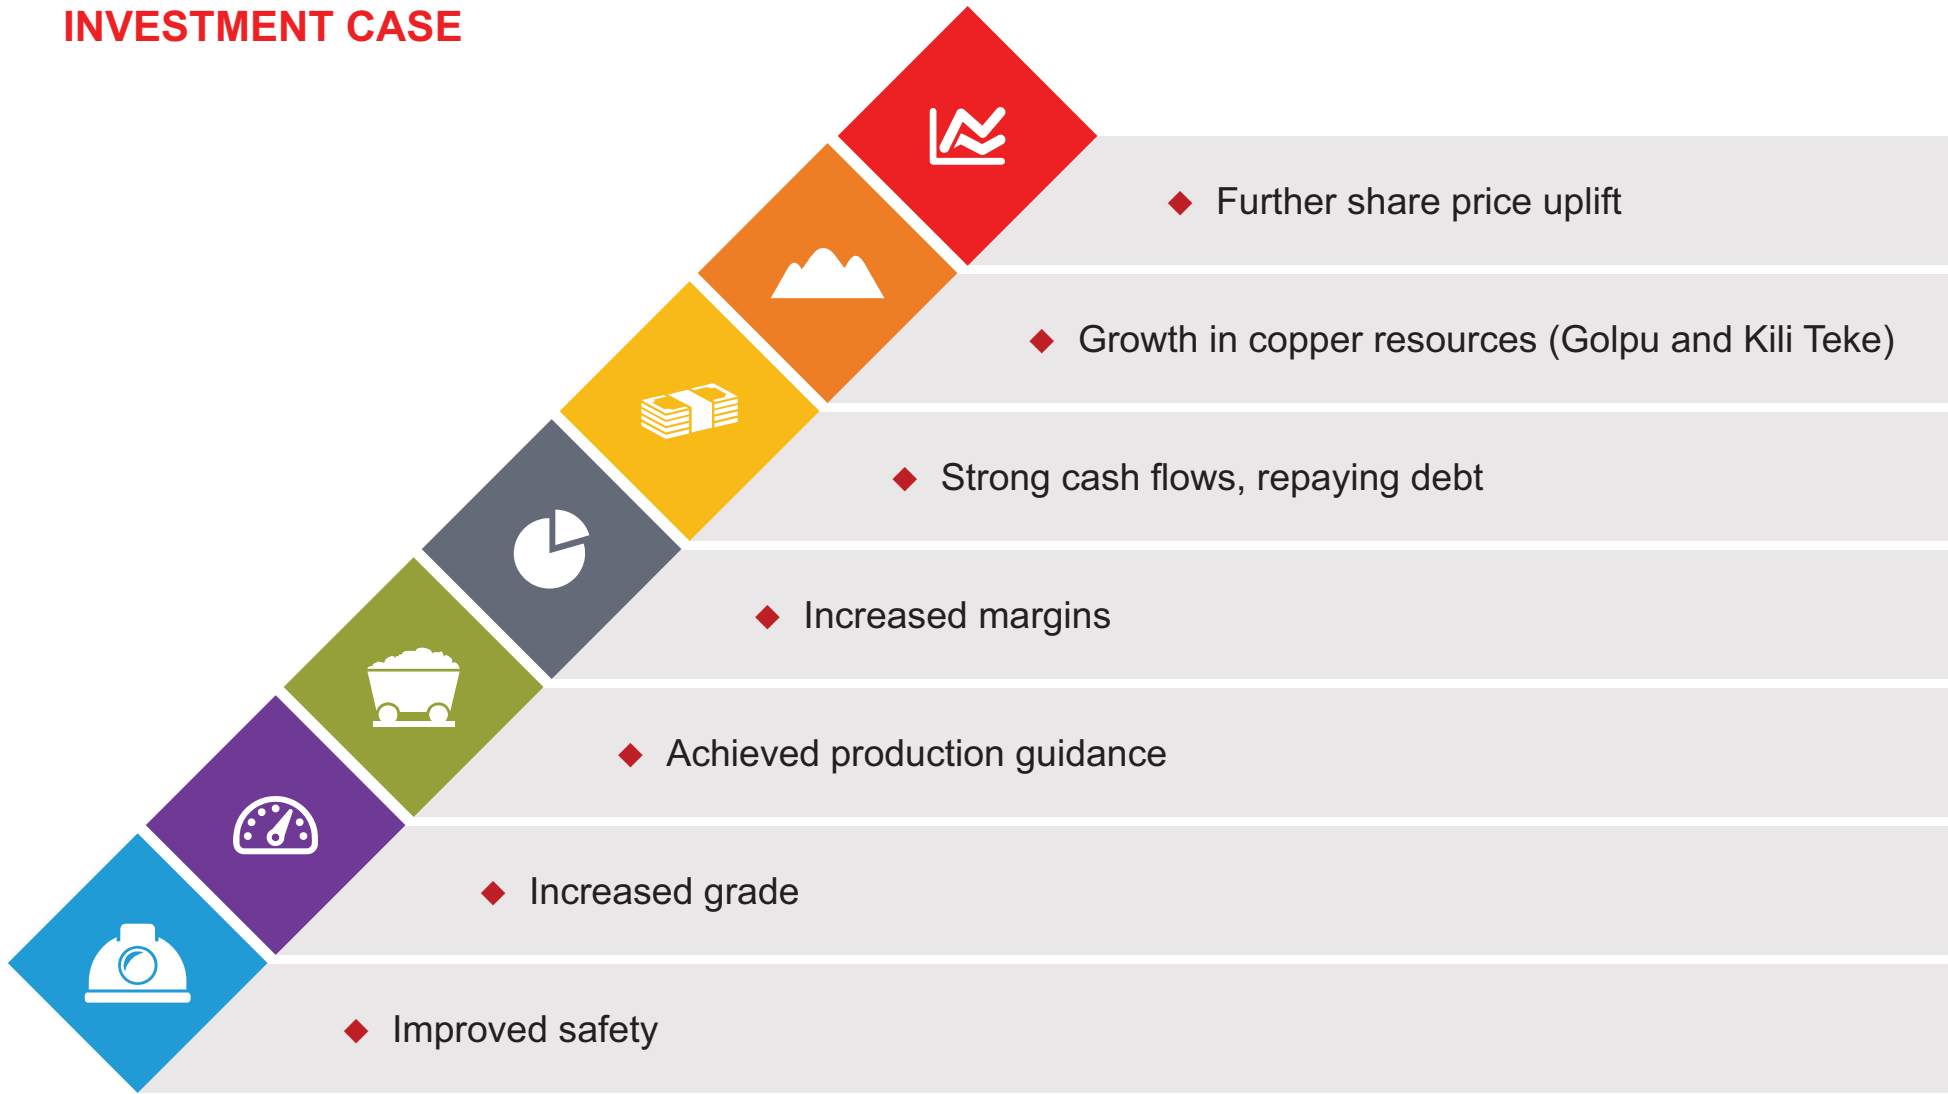 INVESTMENT CASE
Further share price uplift
Growth in copper resources (Golpu and Kili Teke)
Strong cash flows, repaying debt
Increased margins
Achieved production guidance
Increased grade
Improved safety